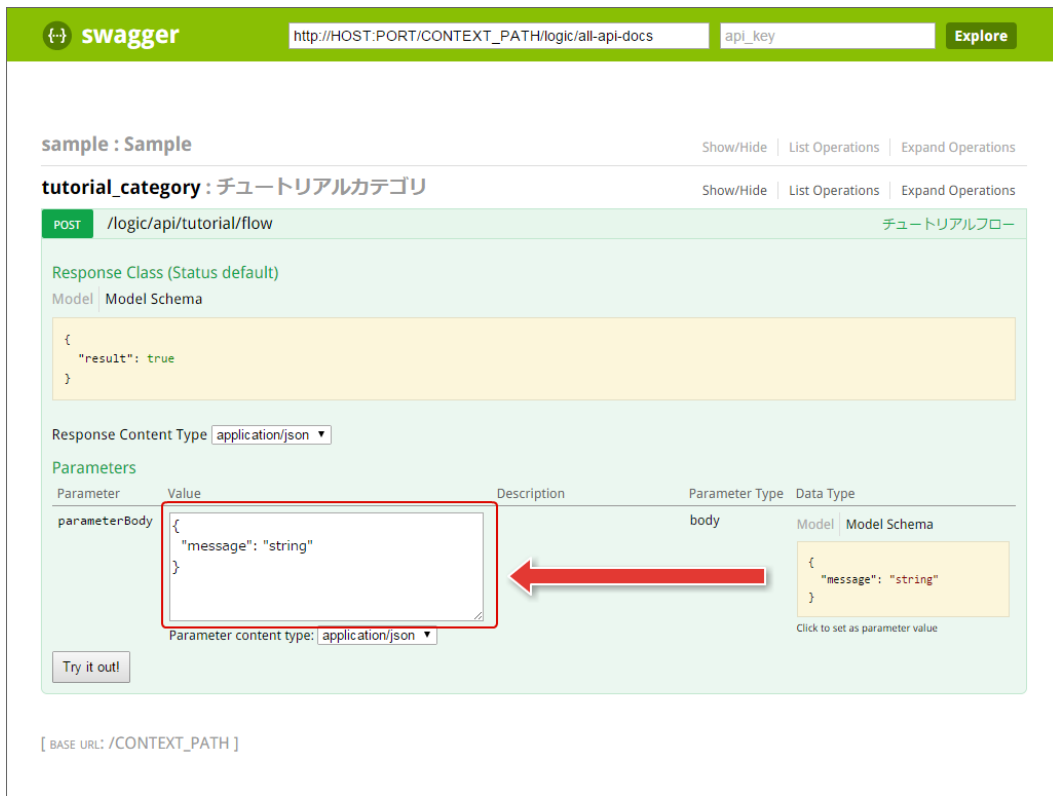 swagger http://HOST:PORT/CONTEXT_PATH/logic/all-api-docs api_key Explore
sample : Sample Show/Hide List Operations Expand Operations
tutorial_category : チュートリアルカテゴリ Show/Hide List Operations Expand Operations
POST /logic/api/tutorial/flow チュートリアルフロー
Response Class (Status default)
Model Model Schema
{
"result": true
}
Response Content Type application/json
Parameters
Parameter Value Description Parameter Type Data Type
parameterBody
{
"message": "string"
}
Parameter content type: application/json
body
Model Model Schema
{
"message": "string"
}
Click to set as parameter value
Try it out!
[ BASE URL: /CONTEXT_PATH ]